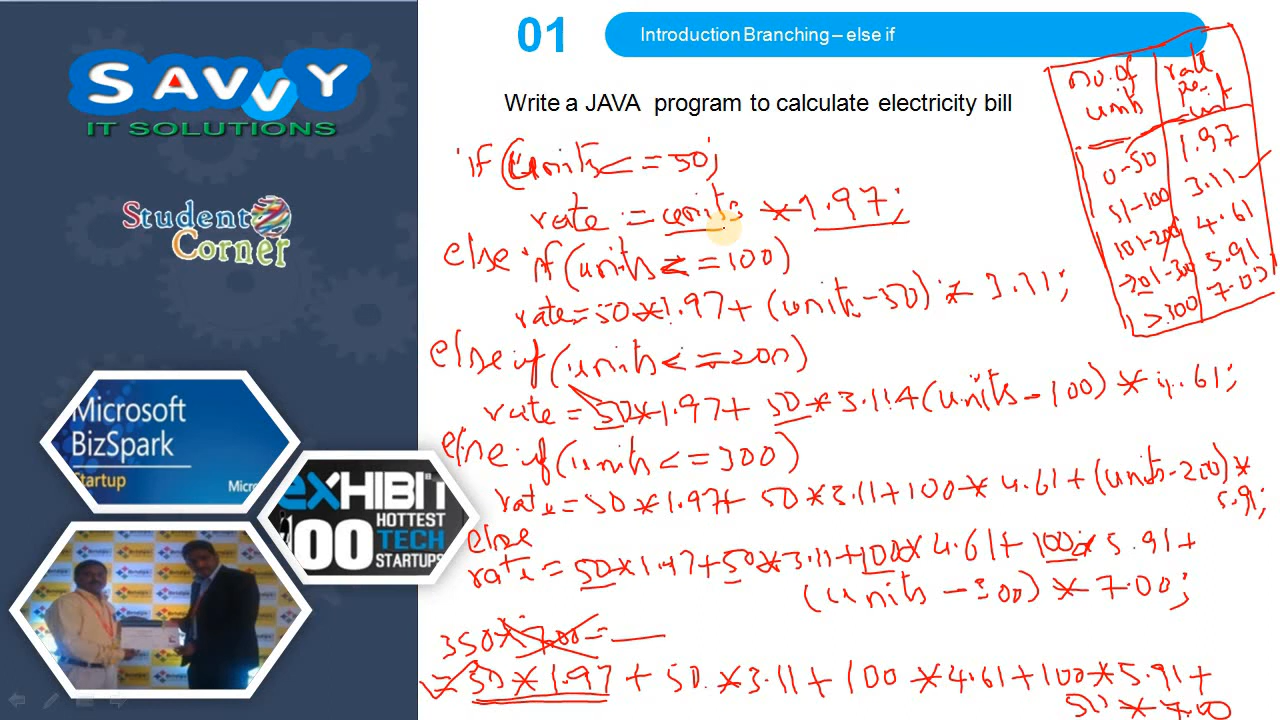 SAVVY
IT SOLUTIONS
Student
Corner
Microsoft
BizSpark
Startup
Micro
EXHIBIT
100 HOTTEST
TECH
STARTUPS
01
Introduction Branching – else if
Write a JAVA program to calculate electricity bill
no. of units rate per unit
0-50 1.97
51-100 3.11
101-200 4.61
201-300 5.91
>300 7.00
if (units <= 50)
rate = units * 1.97;
else if (units <= 100)
rate = 50 * 1.97 + (units - 50) * 3.11;
else if (units <= 200)
rate = 50 * 1.97 + 50 * 3.11 + (units - 100) * 4.61;
else if (units <= 300)
rate = 50 * 1.97 + 50 * 3.11 + 100 * 4.61 + (units - 200) *
5.91;
else
rate = 50 * 1.97 + 50 * 3.11 + 100 * 4.61 + 100 * 5.91 +
(units - 300) * 7.00;
350 * 7.00 =
= 50 * 1.97 + 50 * 3.11 + 100 * 4.61 + 100 * 5.91 +
50 * 7.00